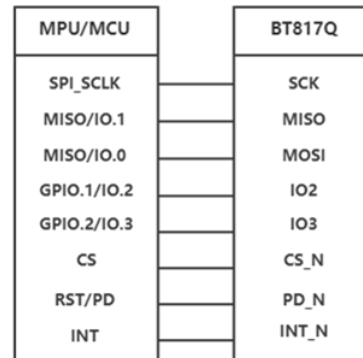 MPU/MCU BT817Q
SPI_SCLK SCK
MISO/IO.1 MISO
MISO/IO.0 MOSI
GPIO.1/IO.2 IO2
GPIO.2/IO.3 IO3
CS CS_N
RST/PD PD_N
INT INT_N